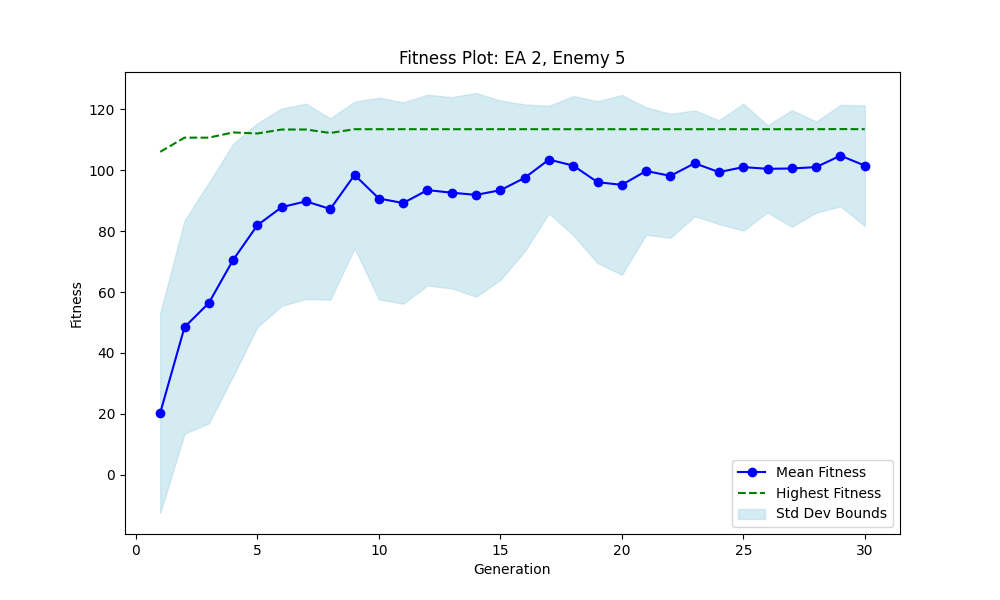 Fitness Plot: EA 2, Enemy 5
120
100
80
60
40
20
0
Fitness
0 5 10 15 20 25 30
Generation
Mean Fitness
Highest Fitness
Std Dev Bounds